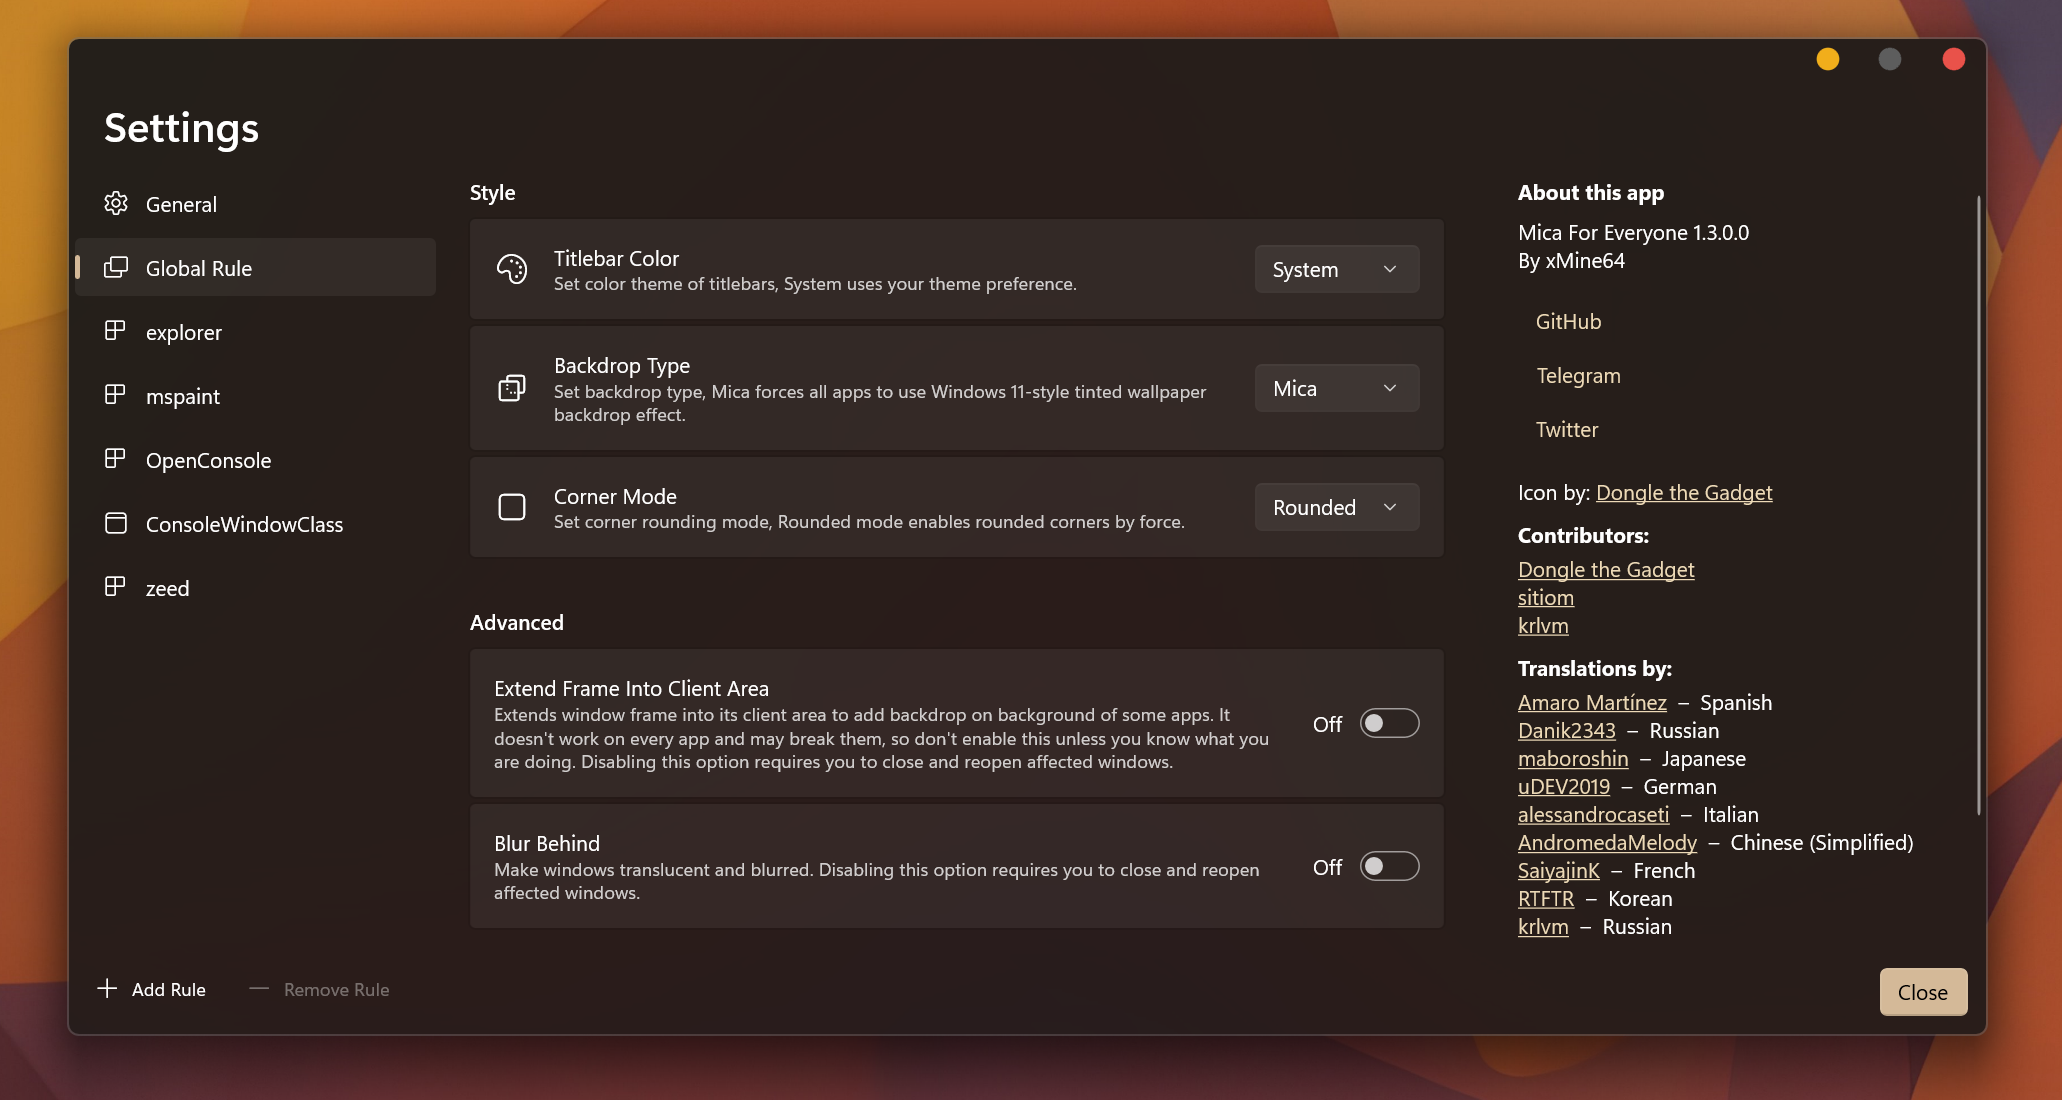 Settings
General
Global Rule
explorer
mspaint
OpenConsole
ConsoleWindowClass
zeed
Add Rule
Remove Rule
Style
Titlebar Color
Set color theme of titlebars, System uses your theme preference.
System
Backdrop Type
Set backdrop type, Mica forces all apps to use Windows 11-style tinted wallpaper
backdrop effect.
Mica
Corner Mode
Set corner rounding mode, Rounded mode enables rounded corners by force.
Rounded
Advanced
Extend Frame Into Client Area
Extends window frame into its client area to add backdrop on background of some apps. It
doesn't work on every app and may break them, so don't enable this unless you know what you
are doing. Disabling this option requires you to close and reopen affected windows.
Off
Blur Behind
Make windows translucent and blurred. Disabling this option requires you to close and reopen
affected windows.
Off
About this app
Mica For Everyone 1.3.0.0
By xMine64
GitHub
Telegram
Twitter
Icon by: Dongle the Gadget
Contributors:
Dongle the Gadget
sitiom
krlvm
Translations by:
Amaro Martínez – Spanish
Danik2343 – Russian
maboroshin – Japanese
uDEV2019 – German
alessandrocaseti – Italian
AndromedaMelody – Chinese (Simplified)
SaiyajinK – French
RTFTR – Korean
krlvm – Russian
Close